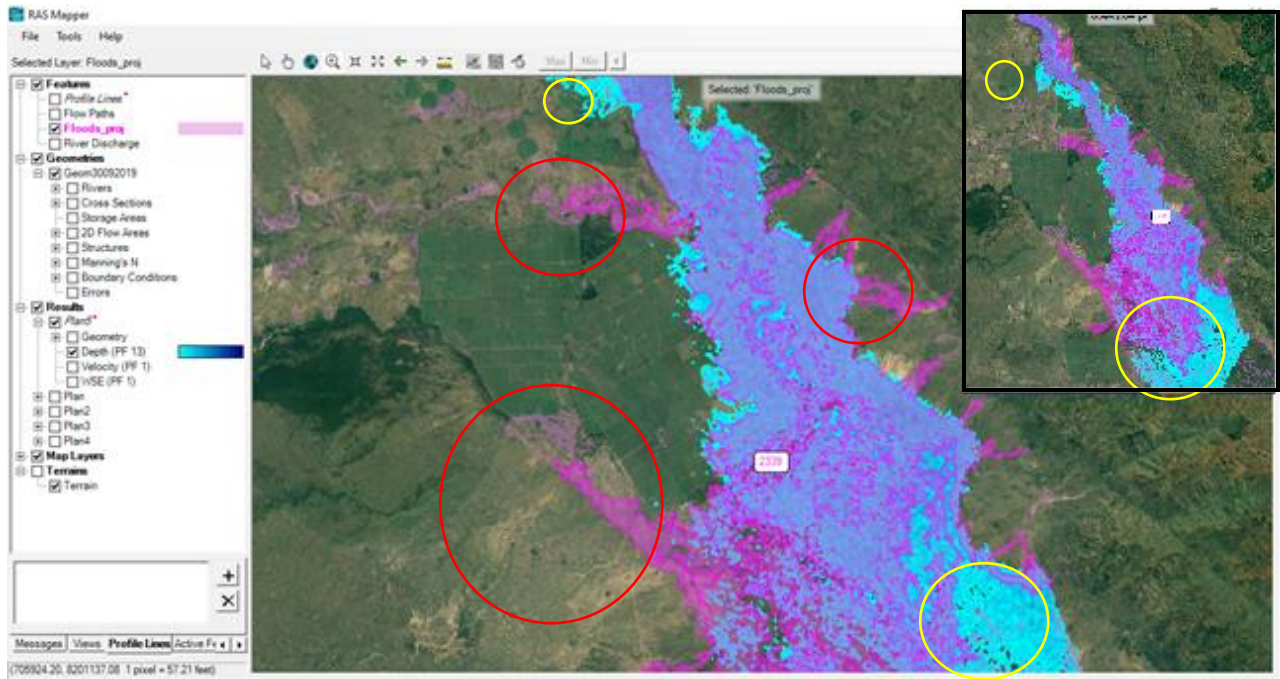 RAS Mapper
File Tools Help
Selected Layer: Floods_proj
Max Min
Features
Profile Lines
Flow Paths
Floods_proj
River Discharge
Geometries
Geom30092019
Rivers
Cross Sections
Storage Areas
2D Flow Areas
Structures
Manning's N
Boundary Conditions
Errors
Results
Plan5
Geometry
Depth (PF 13)
Velocity (PF 1)
WSE (PF 1)
Plan
Plan2
Plan3
Plan4
Map Layers
Terrains
Terrain
Messages Views Profile Lines Active Fe
(705924.20, 8201137.08 1 pixel = 57.21 feet)
Selected: 'Floods_proj'
2339